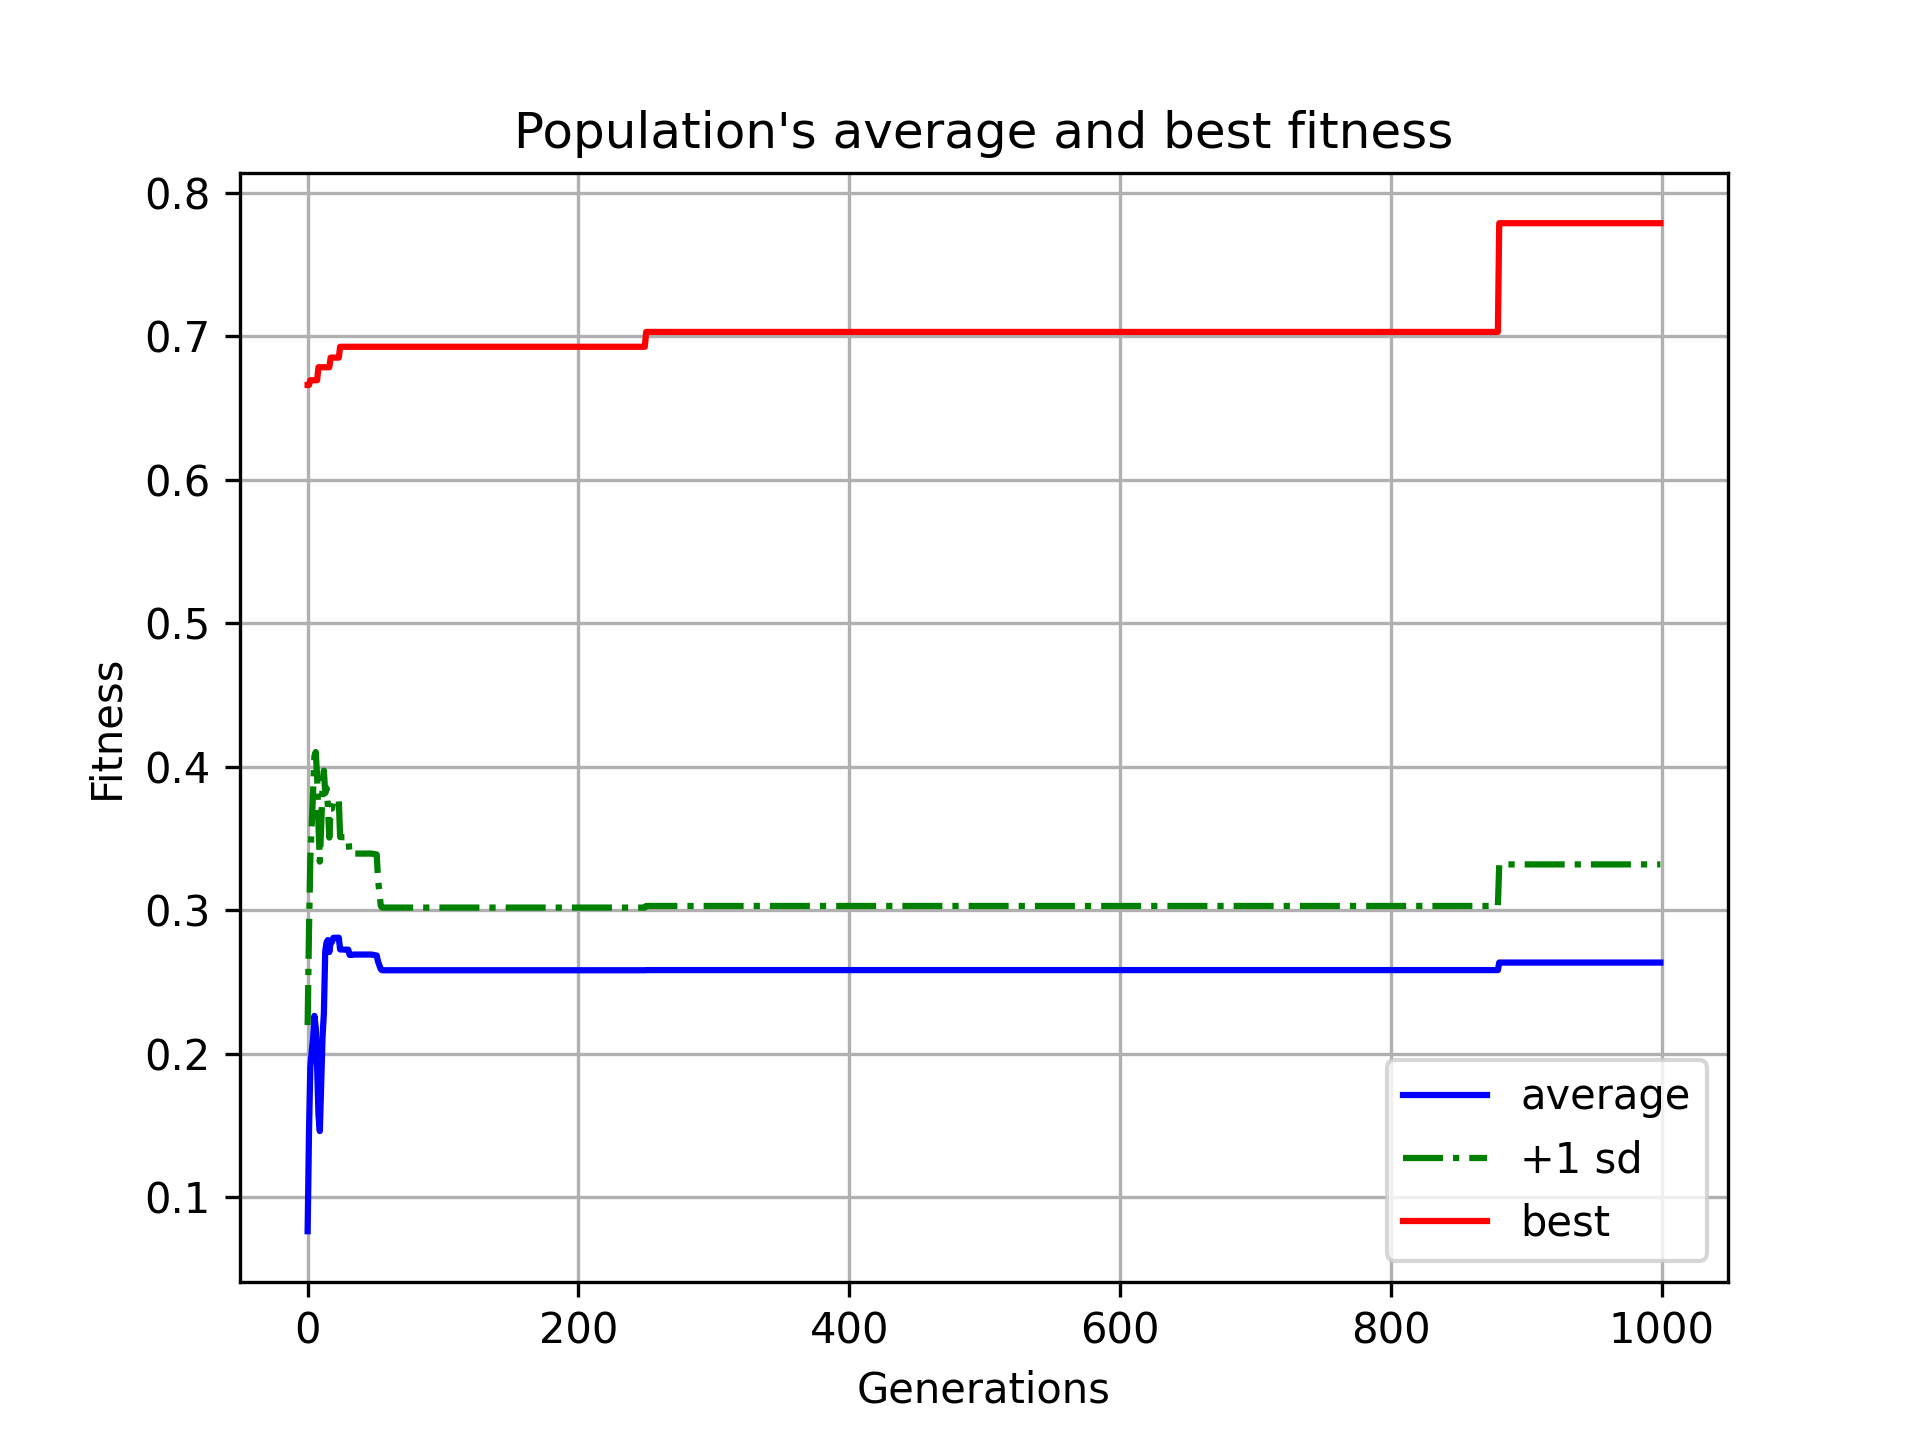 Population's average and best fitness
0.8
0.7
0.6
0.5
0.4
0.3
0.2
0.1
Fitness
average
+1 sd
best
0 200 400 600 800 1000
Generations